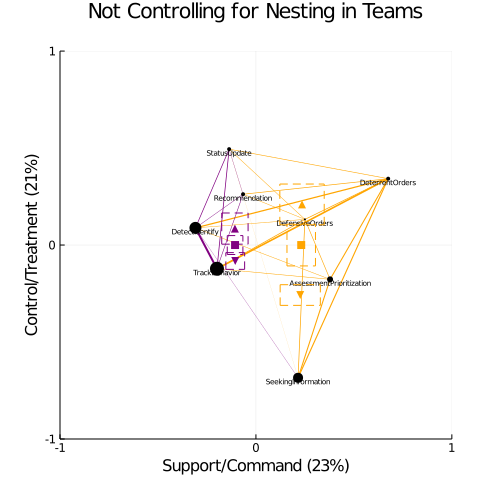 Not Controlling for Nesting in Teams
1
StatusUpdate
DeterrentOrders
Recommendation
DefensiveOrders
DetectIdentify
0
TrackBehavior
AssessmentPrioritization
SeekingInformation
-1
-1 0 1
Control/Treatment (21%)
Support/Command (23%)